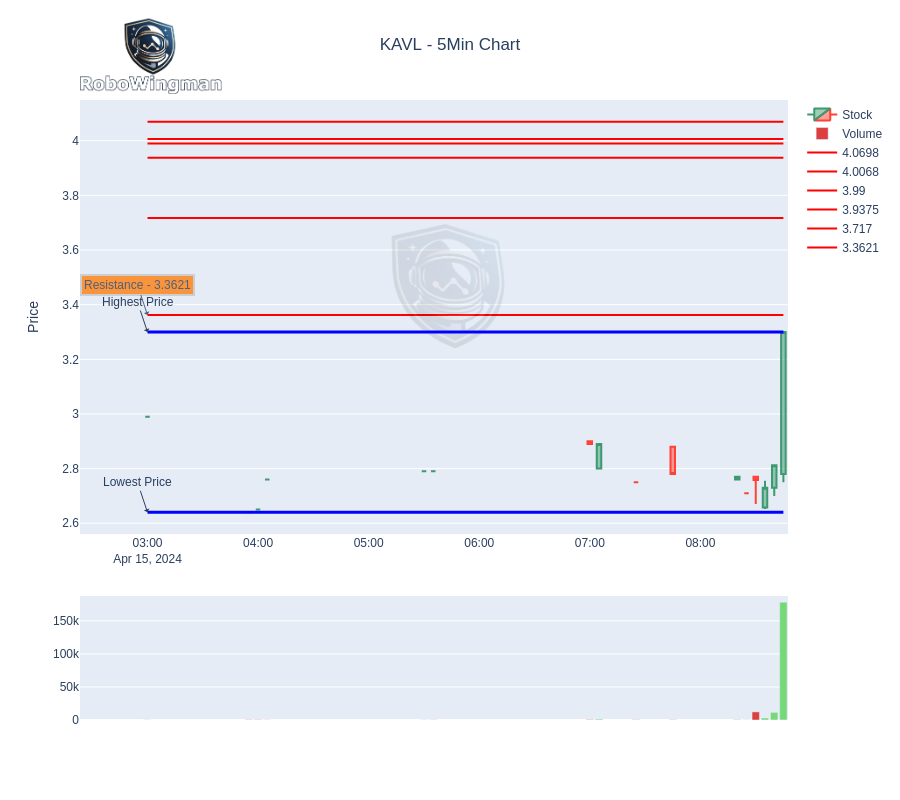 KAVL - 5Min Chart
RoboWingman
Stock
Volume
4.0698
4.0068
3.99
3.9375
3.717
3.3621
4
3.8
3.6
3.4
3.2
3
2.8
2.6
Price
Resistance - 3.3621
Highest Price
Lowest Price
03:00
04:00
05:00
06:00
07:00
08:00
Apr 15, 2024
150k
100k
50k
0